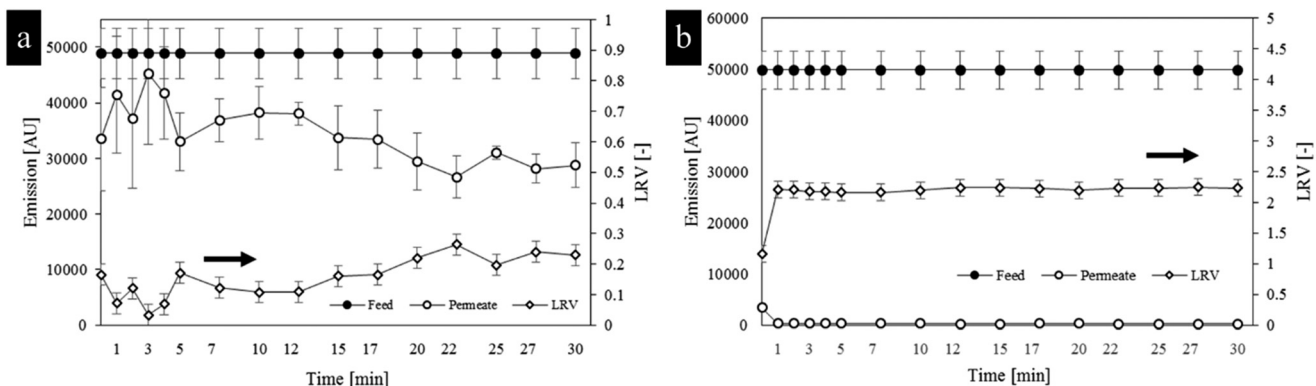 a
Emission [AU]
50000
40000
30000
20000
10000
0
1
0.9
0.8
0.7
0.6
0.5
0.4
0.3
0.2
0.1
0
LRV [-]
Feed Permeate LRV
1 3 5 7 10 12 15 17 20 22 25 27 30
Time [min]
b
Emission [AU]
60000
50000
40000
30000
20000
10000
0
5
4.5
4
3.5
3
2.5
2
1.5
1
0.5
0
LRV [-]
Feed Permeate LRV
1 3 5 7 10 12 15 17 20 22 25 27 30
Time [min]